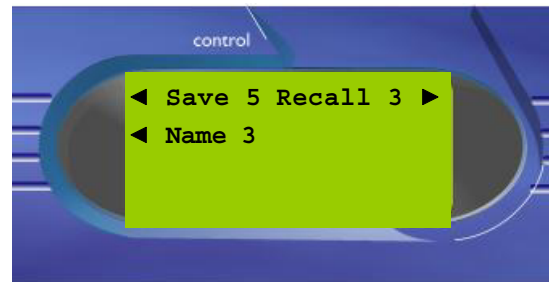 control
◄ Save 5 Recall 3 ►
◄ Name 3